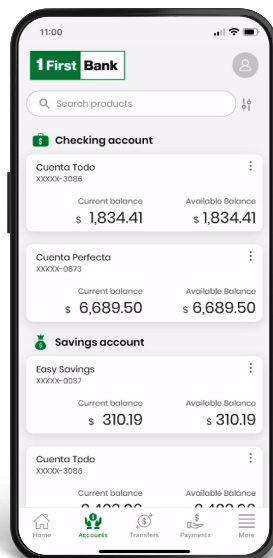 11:00
1 First Bank
Search products
Checking account
Cuenta Todo
XXXXX-3086
Current balance Available Balance
$ 1,834.41 $ 1,834.41
Cuenta Perfecta
XXXXX-0873
Current balance Available Balance
$ 6,689.50 $ 6,689.50
Savings account
Easy Savings
XXXXX-0037
Current balance Available Balance
$ 310.19 $ 310.19
Cuenta Todo
XXXXX-3086
Current balance Available Balance
Home Accounts Transfers Payments More